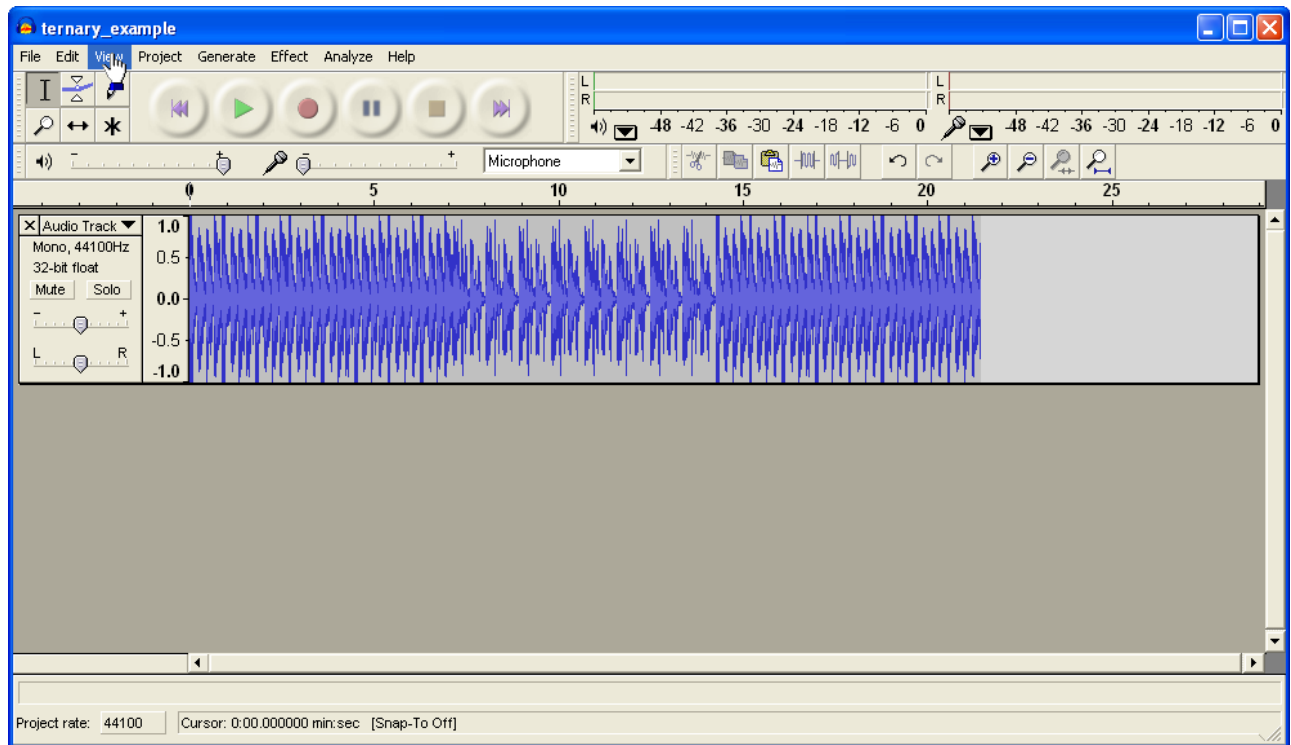 ternary_example
File Edit View Project Generate Effect Analyze Help
L
R
-48 -42 -36 -30 -24 -18 -12 -6 0
L
R
-48 -42 -36 -30 -24 -18 -12 -6 0
- + - + Microphone
0 5 10 15 20 25
X Audio Track
Mono, 44100Hz
32-bit float
Mute Solo
- +
L R
1.0
0.5
0.0
-0.5
-1.0
Project rate: 44100 Cursor: 0:00.000000 min:sec [Snap-To Off]